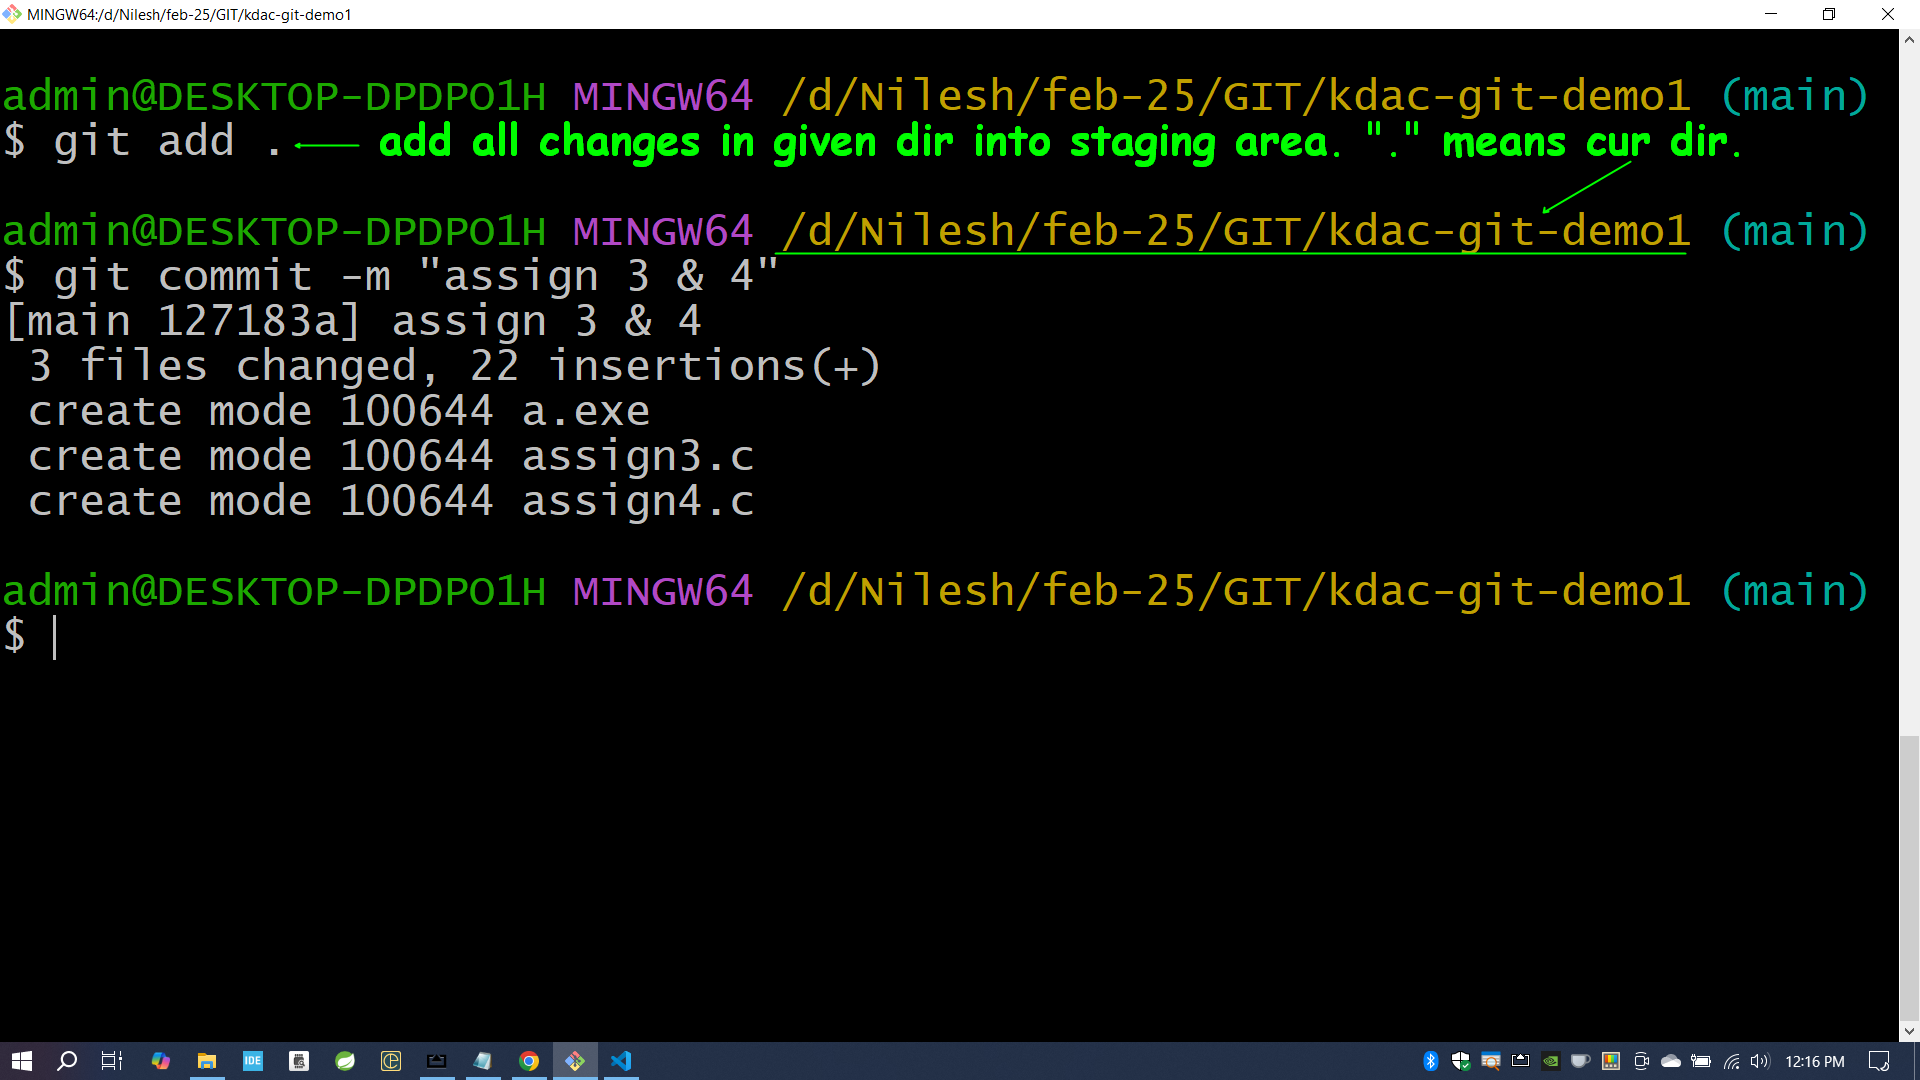 MINGW64:/d/Nilesh/feb-25/GIT/kdac-git-demo1
admin@DESKTOP-DPDPO1H MINGW64 /d/Nilesh/feb-25/GIT/kdac-git-demo1 (main)
$ git add . add all changes in given dir into staging area. "." means cur dir.
admin@DESKTOP-DPDPO1H MINGW64 /d/Nilesh/feb-25/GIT/kdac-git-demo1 (main)
$ git commit -m "assign 3 & 4"
[main 127183a] assign 3 & 4
3 files changed, 22 insertions(+)
create mode 100644 a.exe
create mode 100644 assign3.c
create mode 100644 assign4.c
admin@DESKTOP-DPDPO1H MINGW64 /d/Nilesh/feb-25/GIT/kdac-git-demo1 (main)
$
IDE
12:16 PM